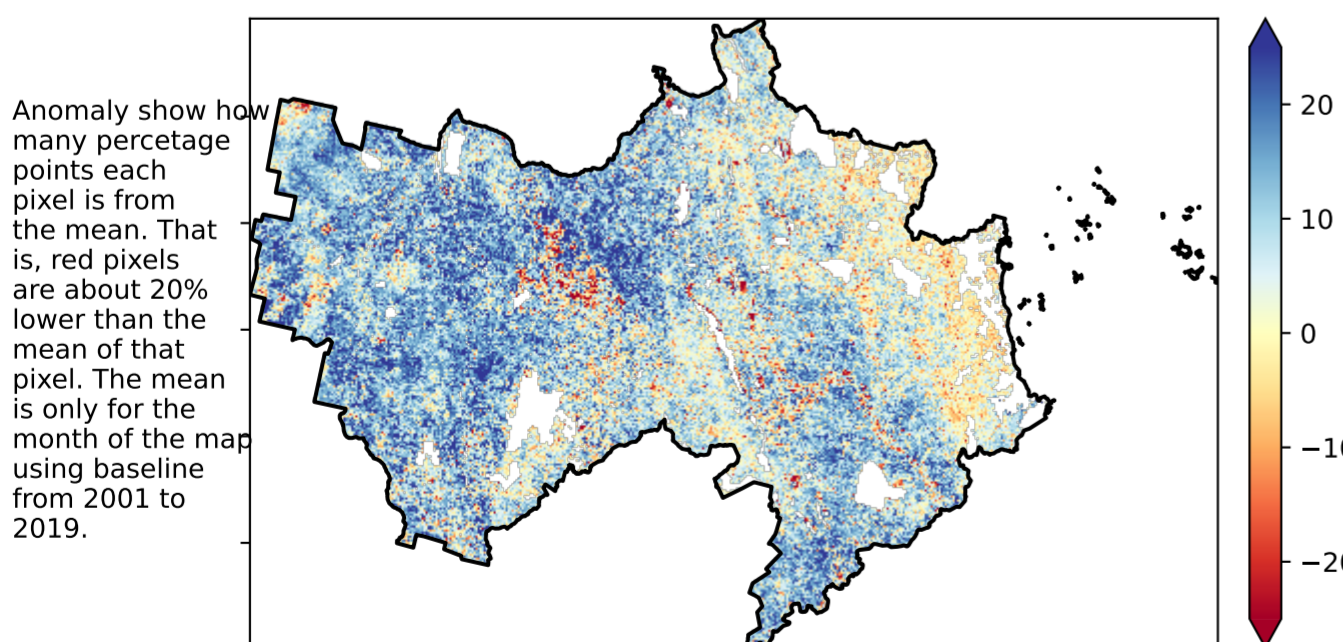 Anomaly show how
many percetage
points each
pixel is from
the mean. That
is, red pixels
are about 20%
lower than the
mean of that
pixel. The mean
is only for the
month of the map
using baseline
from 2001 to
2019.
20
10
0
−10
−20